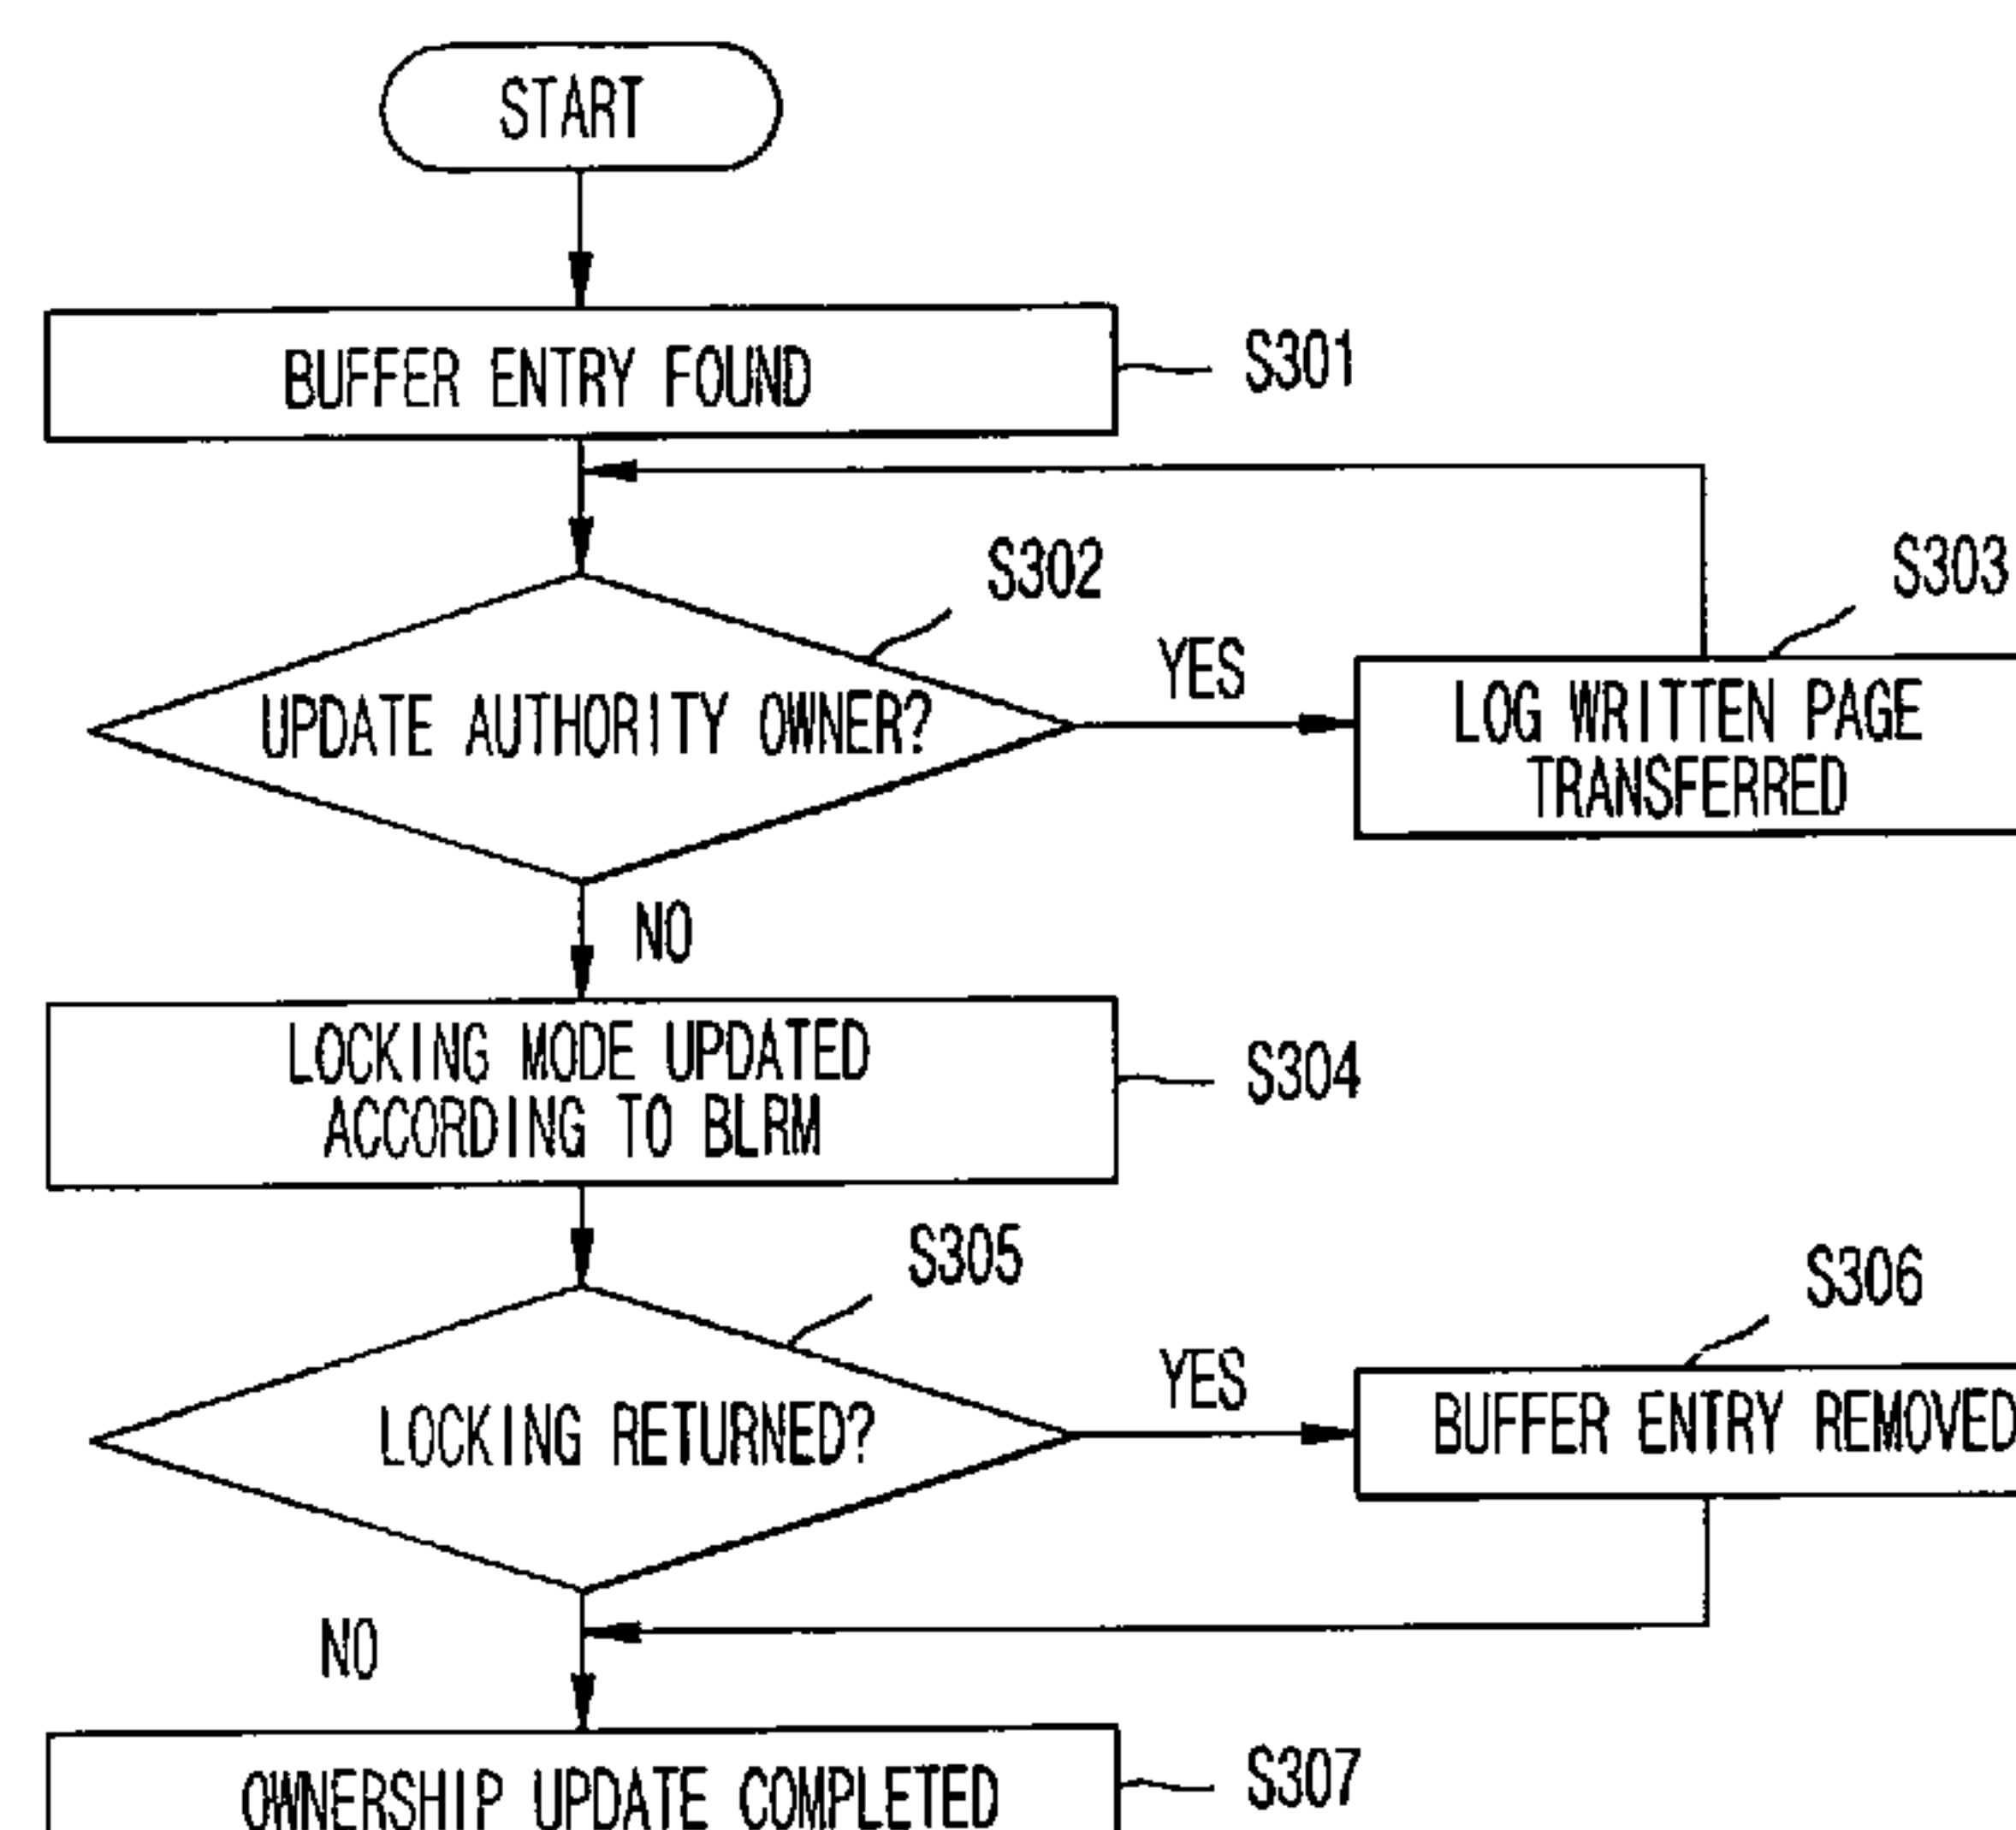 START
BUFFER ENTRY FOUND
S301
S302
S303
UPDATE AUTHORITY OWNER?
YES
LOG WRITTEN PAGE
TRANSFERRED
NO
LOCKING MODE UPDATED
ACCORDING TO BLRM
S304
S305
S306
LOCKING RETURNED?
YES
BUFFER ENTRY REMOVED
NO
OWNERSHIP UPDATE COMPLETED
S307